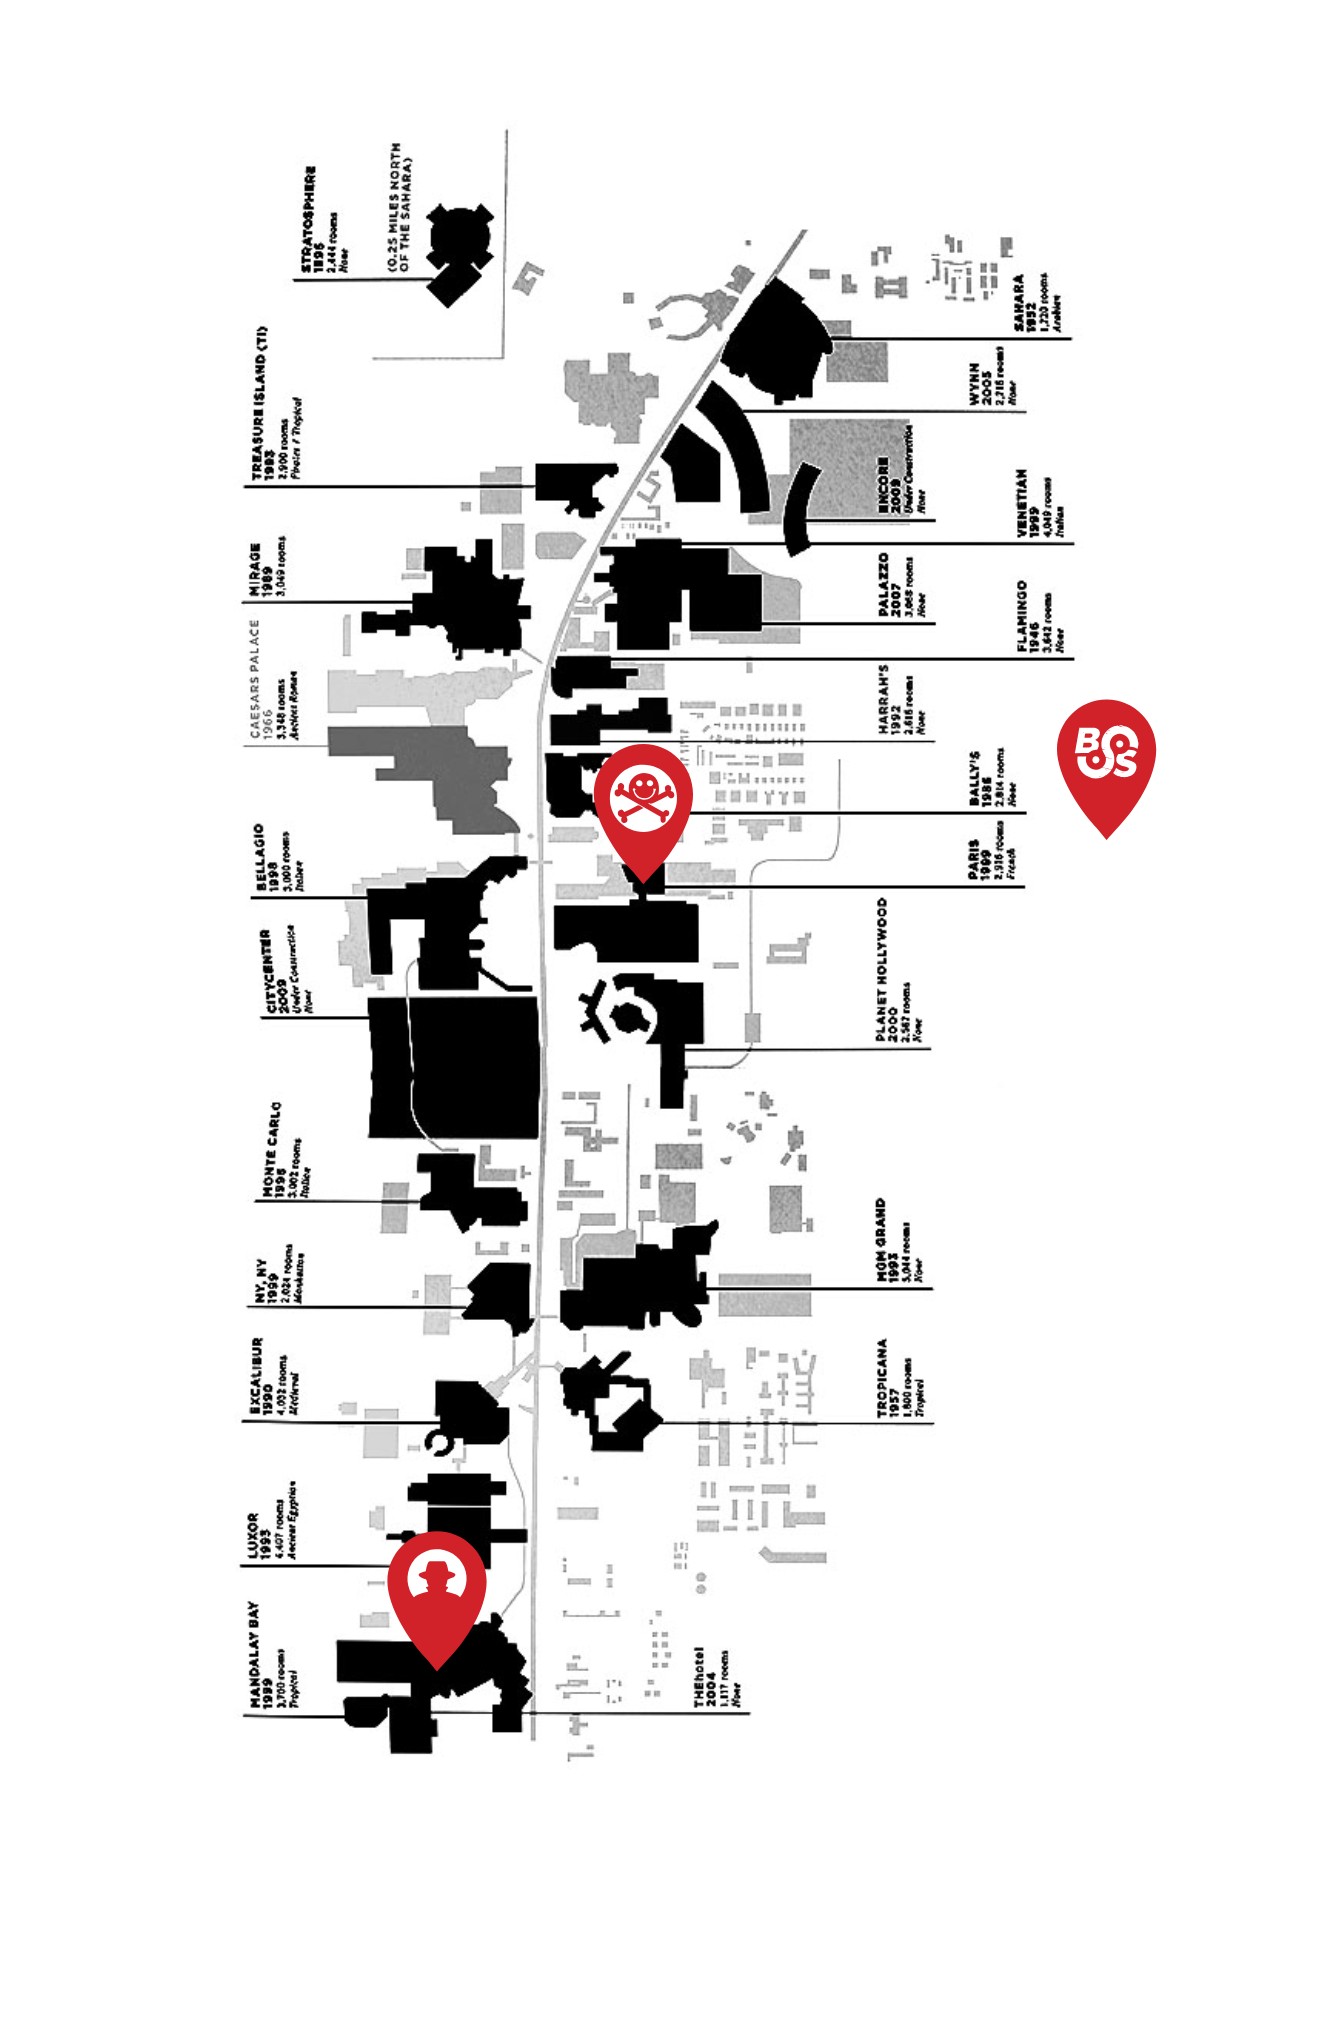 STRATOSPHERE
1996
2,444 rooms
None
(0.25 MILES NORTH
OF THE SAHARA)
TREASURE ISLAND (TI)
1993
2,900 rooms
Pirates / Tropical
MIRAGE
1989
3,049 rooms
CAESARS PALACE
1966
3,348 rooms
Ancient Roman
BELLAGIO
1998
3,000 rooms
Italian
CITYCENTER
2009
Under Construction
None
MONTE CARLO
1996
3,002 rooms
Italian
NY, NY
1999
2,024 rooms
Manhattan
EXCALIBUR
1990
4,032 rooms
Medieval
LUXOR
1993
4,407 rooms
Ancient Egyptian
MANDALAY BAY
1999
3,700 rooms
Tropical
SAHARA
1952
1,720 rooms
Arabian
WYNN
2005
2,716 rooms
None
ENCORE
2009
Under Construction
None
VENETIAN
1999
4,049 rooms
Italian
PALAZZO
2007
3,068 rooms
None
FLAMINGO
1946
3,642 rooms
None
HARRAH'S
1992
2,616 rooms
None
BOOS
BALLY'S
1986
2,814 rooms
None
PARIS
1999
2,916 rooms
French
PLANET HOLLYWOOD
2000
2,567 rooms
None
MGM GRAND
1993
5,044 rooms
None
TROPICANA
1957
1,800 rooms
Tropical
THEhotel
2004
1,117 rooms
None